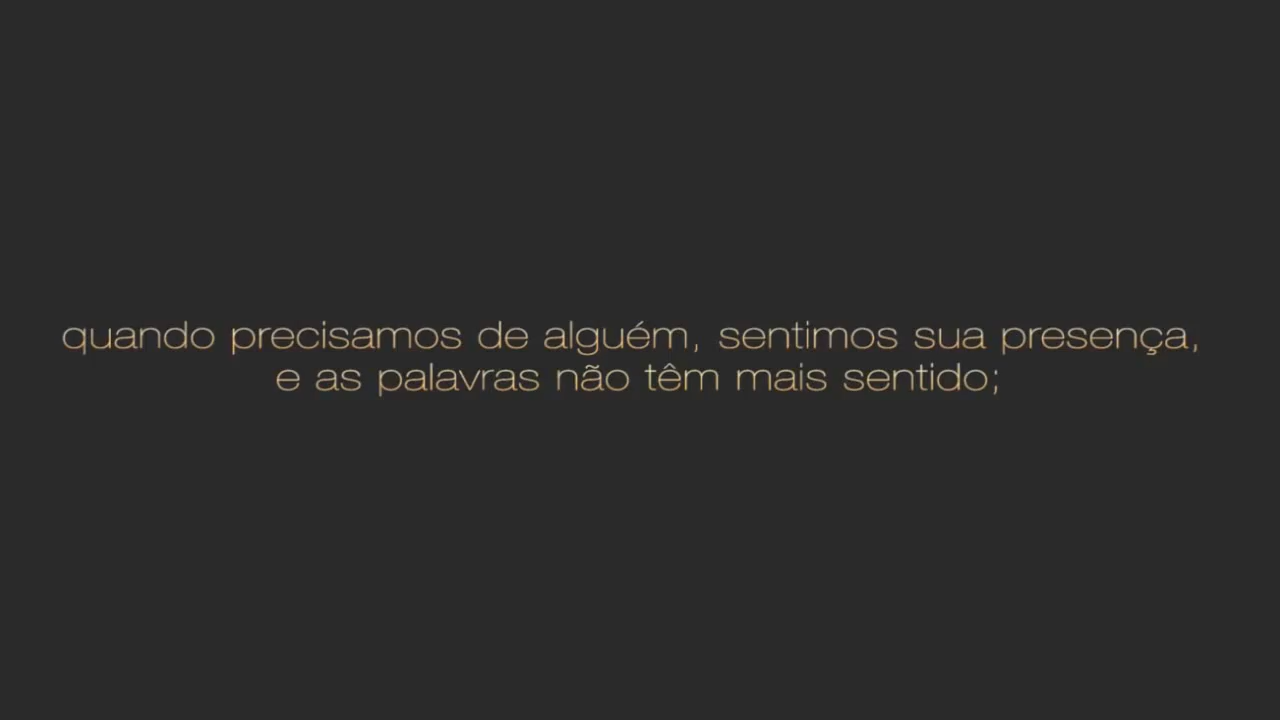 quando precisamos de alguém, sentimos sua presença,
e as palavras não têm mais sentido;